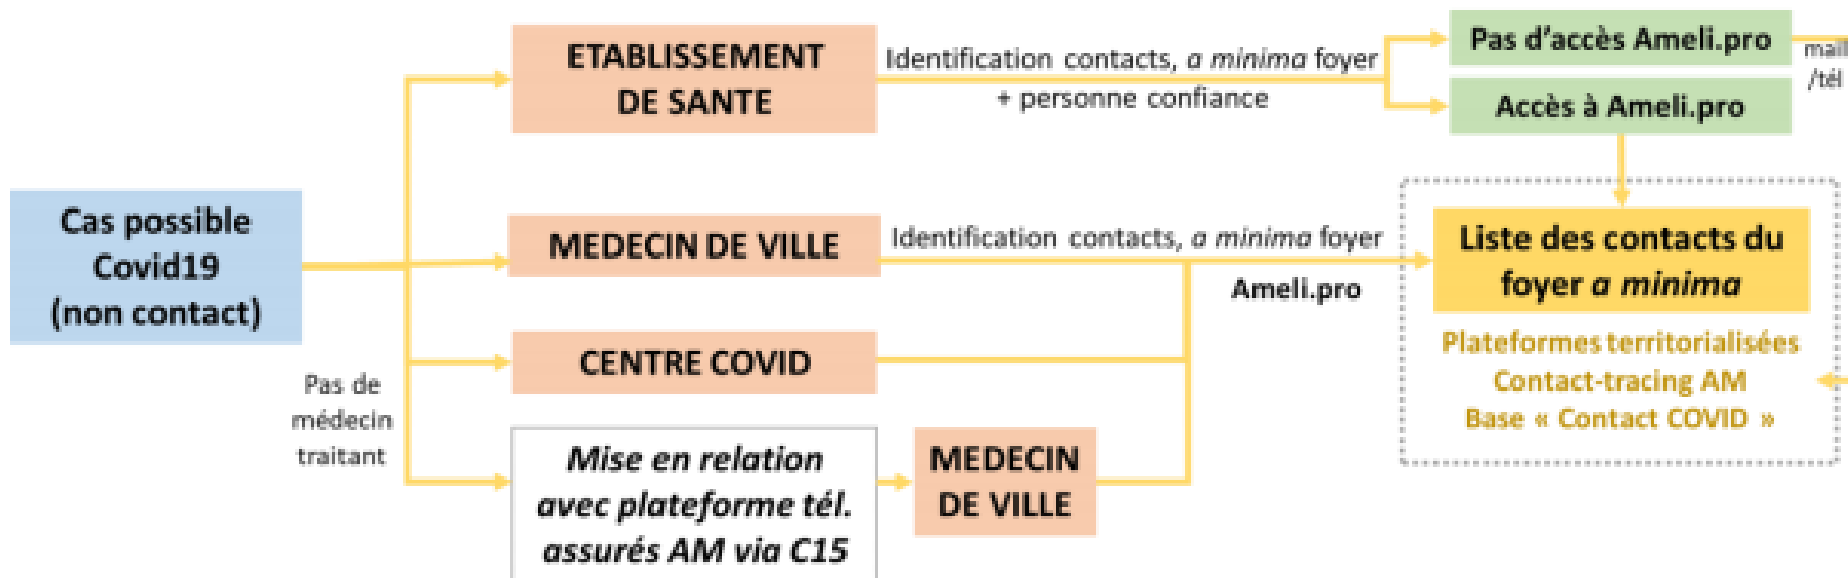 Cas possible
Covid19
(non contact)
Pas de
médecin
traitant
ETABLISSEMENT
DE SANTE
Identification contacts, a minima foyer
+ personne confiance
Pas d'accès Ameli.pro
mail
/tél
Accès à Ameli.pro
MEDECIN DE VILLE
Identification contacts, a minima foyer
Ameli.pro
Liste des contacts du
foyer a minima
Plateformes territorialisées
Contact-tracing AM
Base « Contact COVID »
CENTRE COVID
Mise en relation
avec plateforme tél.
assurés AM via C15
MEDECIN
DE VILLE